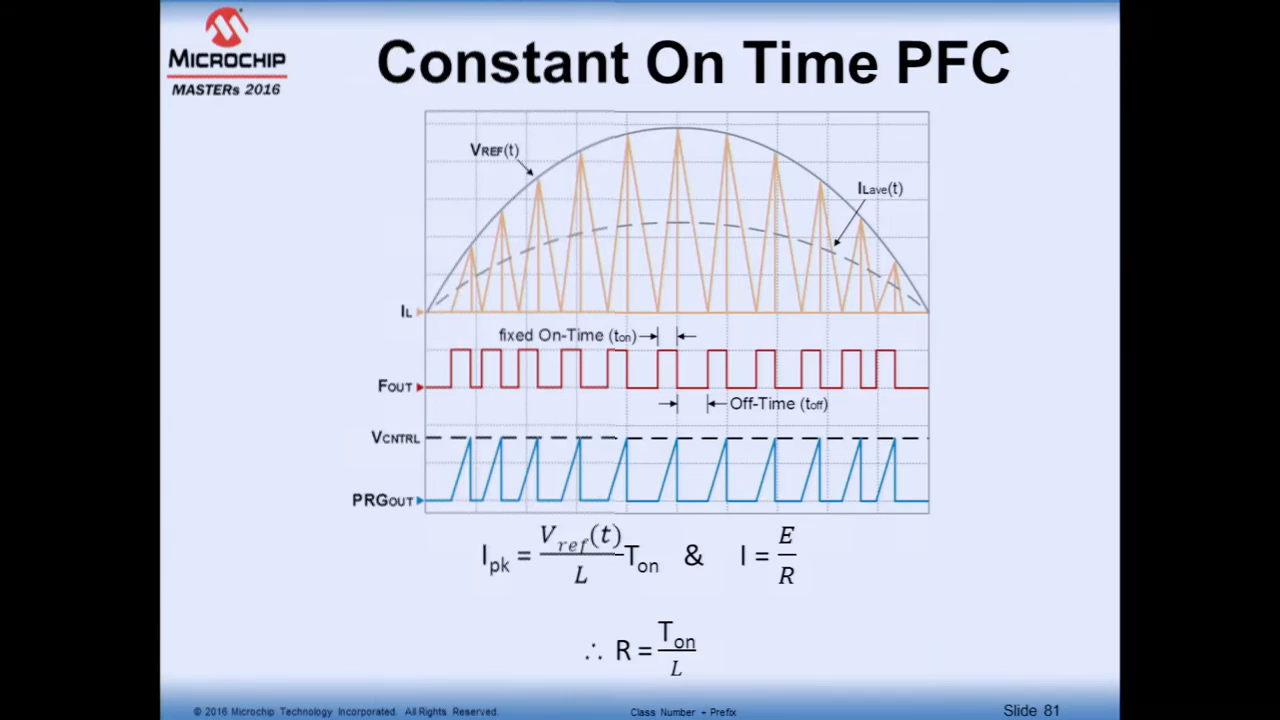 MICROCHIP
MASTERs 2016
Constant On Time PFC
VREF(t)
ILave(t)
IL
fixed On-Time (ton)
FOUT
Off-Time (toff)
VCNTRL
PRGOUT
Ipk = Vref(t)/L Ton & I = E/R
∴ R = Ton/L
© 2016 Microchip Technology Incorporated. All Rights Reserved.
Class Number + Prefix
Slide 81